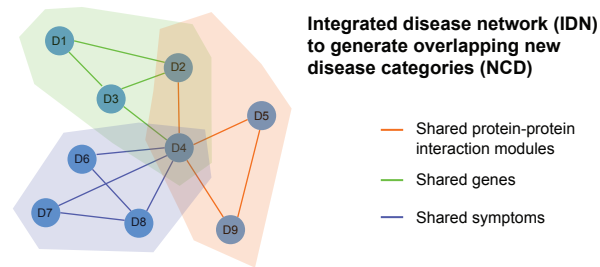 Integrated disease network (IDN)
to generate overlapping new
disease categories (NCD)
D1
D2
D3
D5
D4
D6
D7
D8
D9
Shared protein-protein
interaction modules
Shared genes
Shared symptoms